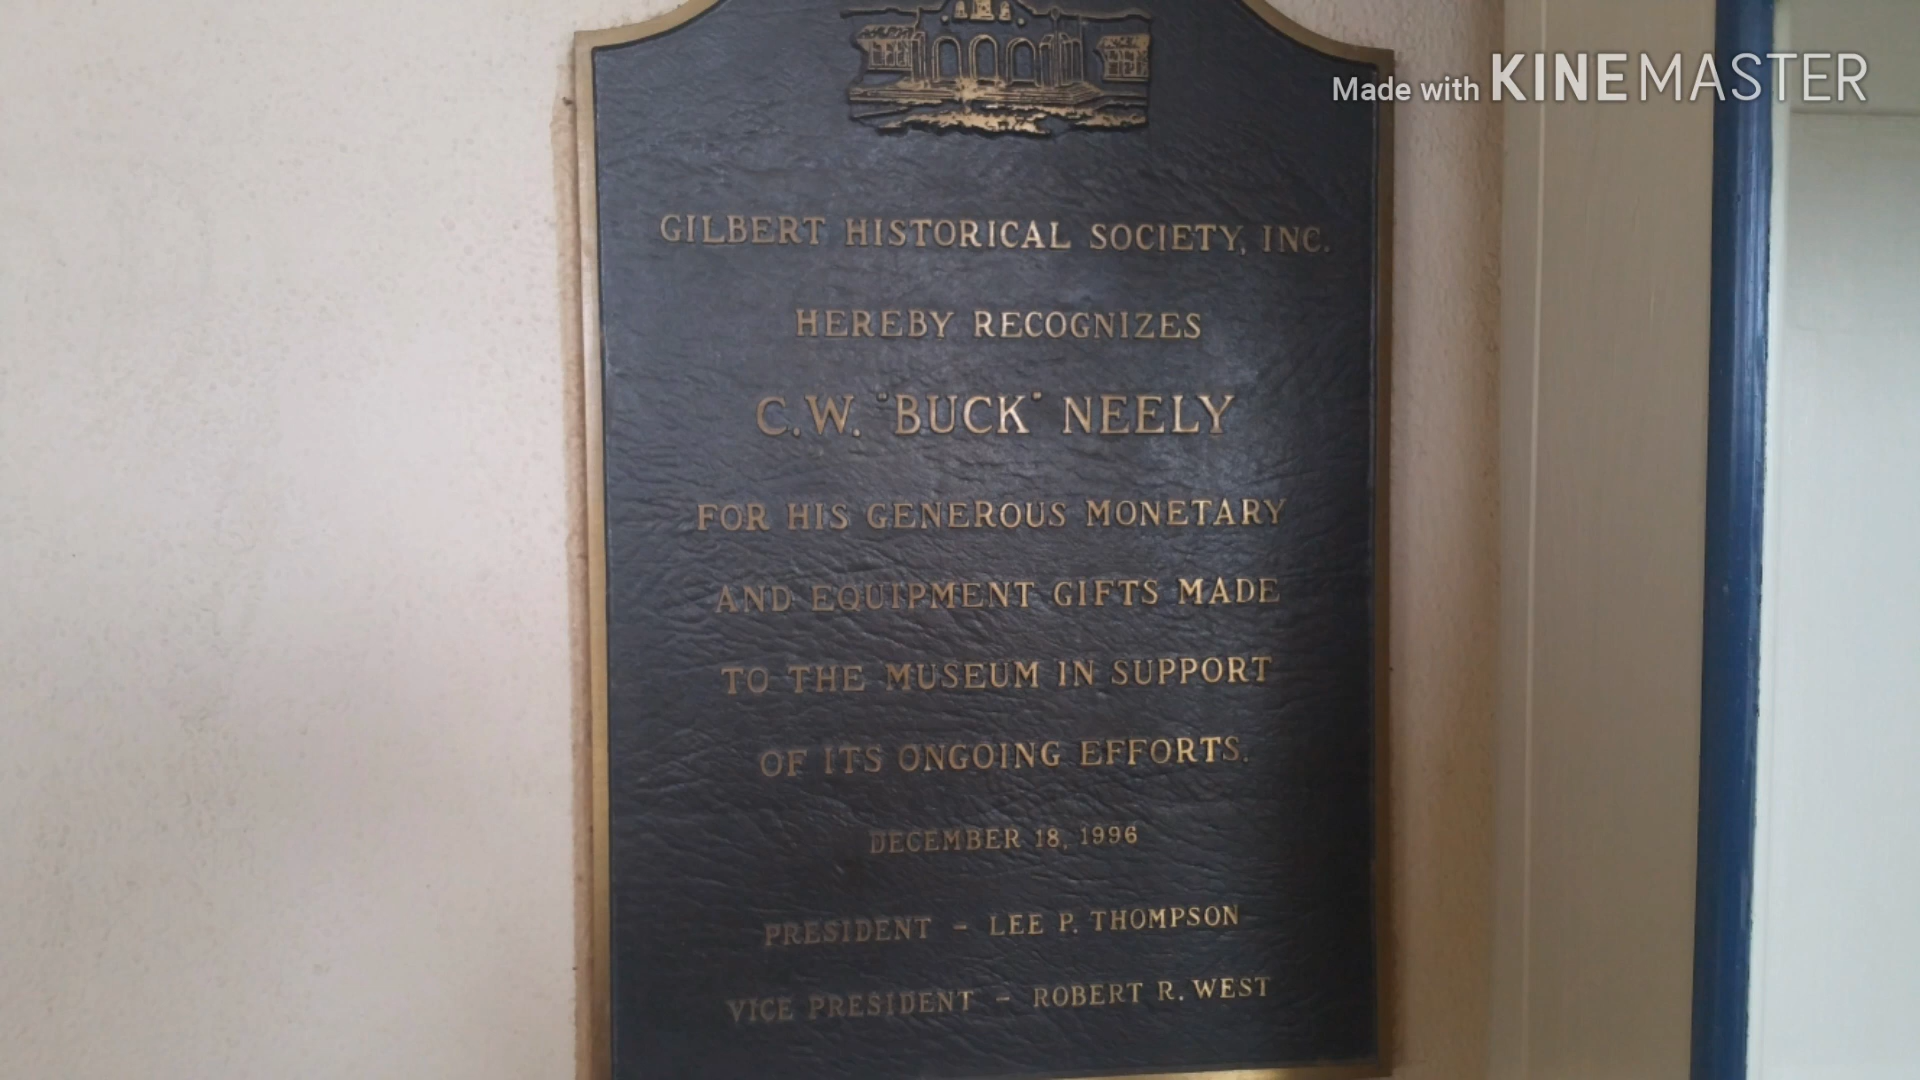 Made with KINEMASTER
GILBERT HISTORICAL SOCIETY, INC.
HEREBY RECOGNIZES
C.W. "BUCK" NEELY
FOR HIS GENEROUS MONETARY
AND EQUIPMENT GIFTS MADE
TO THE MUSEUM IN SUPPORT
OF ITS ONGOING EFFORTS.
DECEMBER 18, 1996
PRESIDENT - LEE P. THOMPSON
VICE PRESIDENT - ROBERT R. WEST